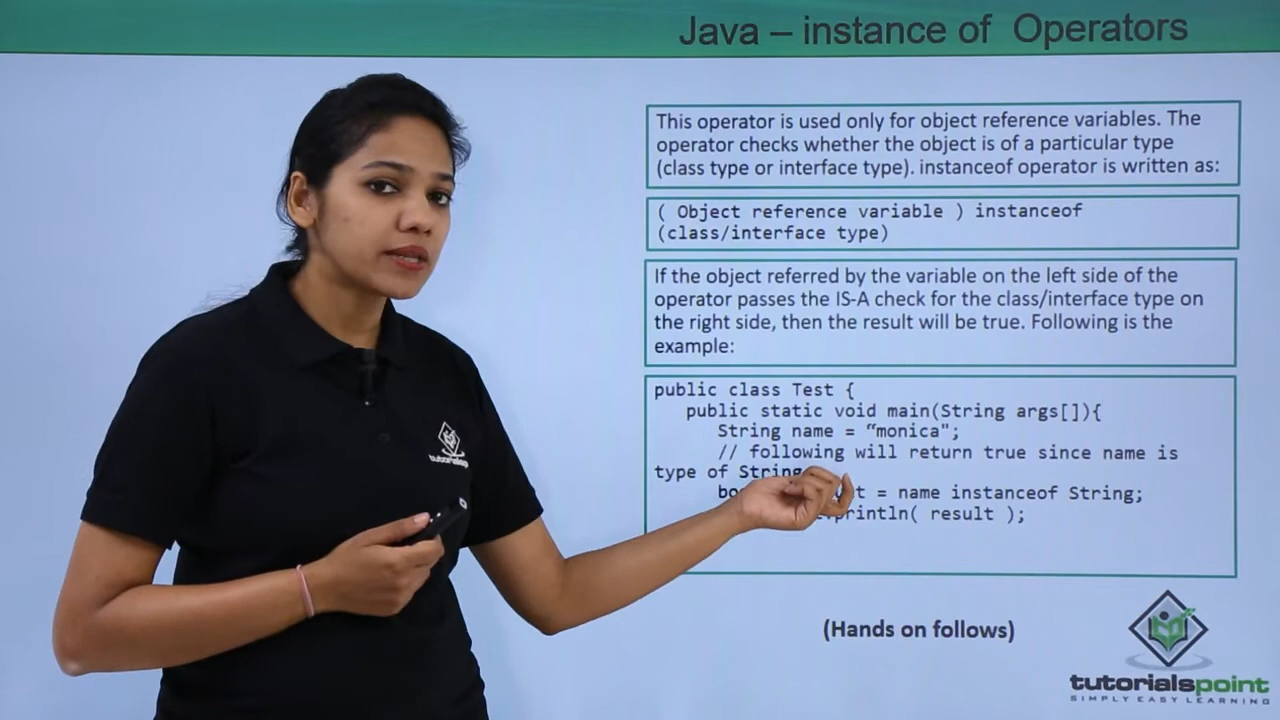 Java – instance of Operators
This operator is used only for object reference variables. The
operator checks whether the object is of a particular type
(class type or interface type). instanceof operator is written as:
( Object reference variable ) instanceof
(class/interface type)
If the object referred by the variable on the left side of the
operator passes the IS-A check for the class/interface type on
the right side, then the result will be true. Following is the
example:
public class Test {
public static void main(String args[]){
String name = “monica";
// following will return true since name is
type of String
= name instanceof String;
println( result );
(Hands on follows)
tutorialspoint
SIMPLY EASY LEARNING